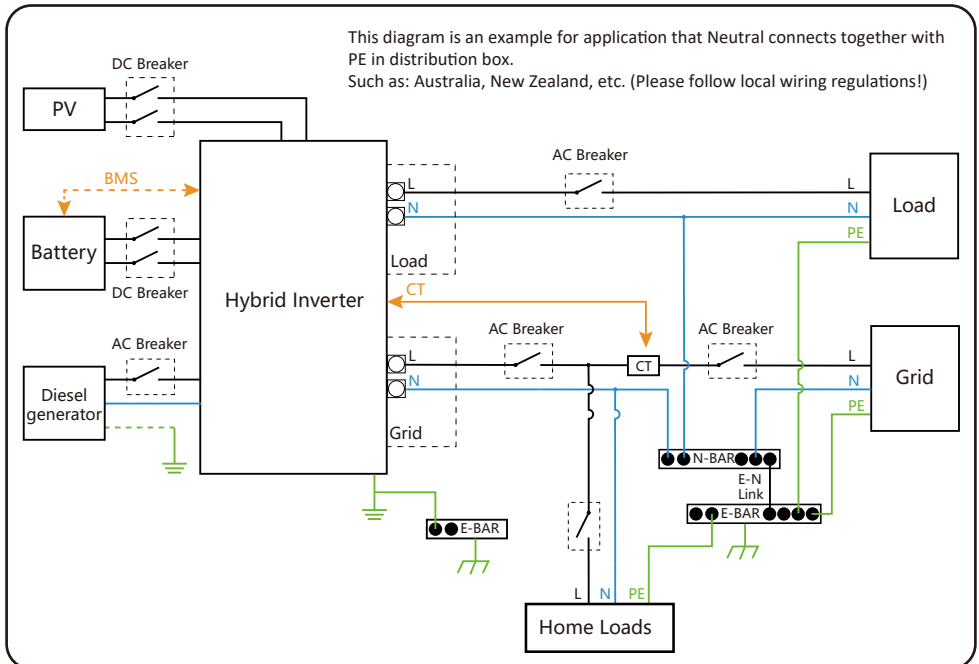 This diagram is an example for application that Neutral connects together with
PE in distribution box.
Such as: Australia, New Zealand, etc. (Please follow local wiring regulations!)
DC Breaker
PV
BMS
Battery
DC Breaker
AC Breaker
Diesel
generator
Hybrid Inverter
L
N
Load
CT
L
N
Grid
AC Breaker
L
N
PE
Load
AC Breaker
CT
AC Breaker
L
N
PE
Grid
N-BAR
E-N
Link
E-BAR
E-BAR
L N PE
Home Loads